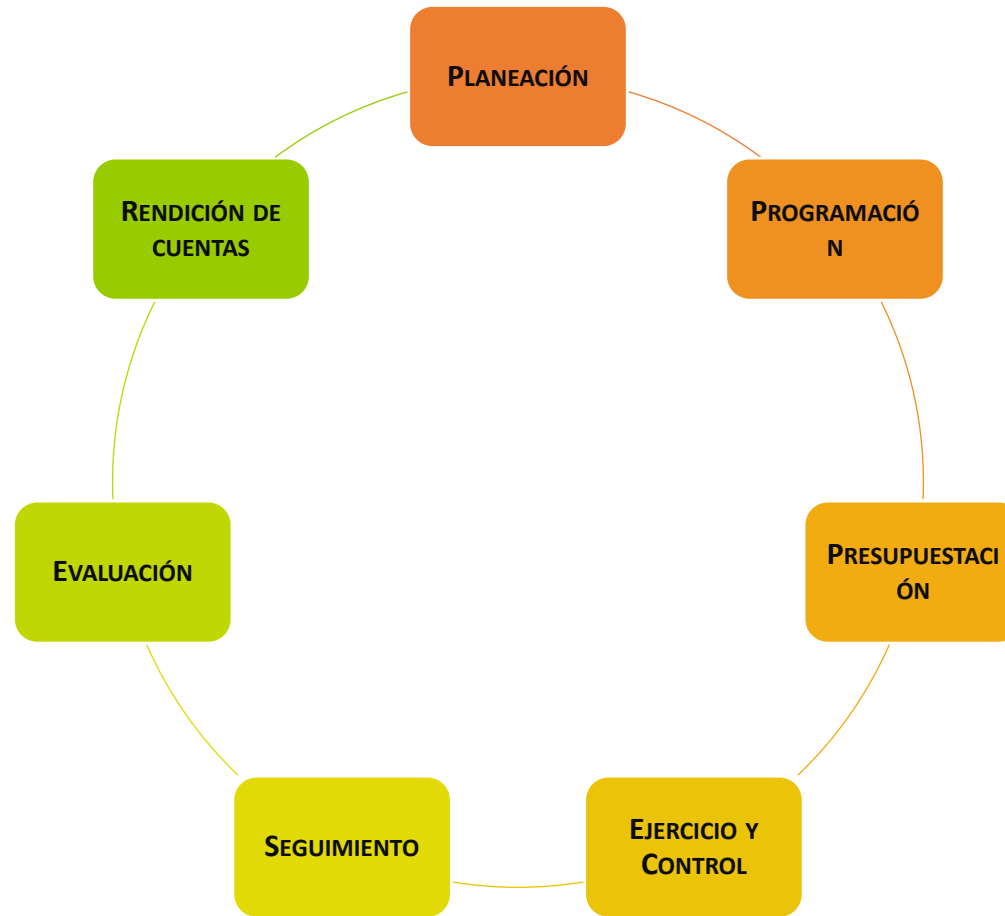 Planeación
Programació
n
Presupuestaci
ón
Ejercicio y
Control
Seguimiento
Evaluación
Rendición de
cuentas